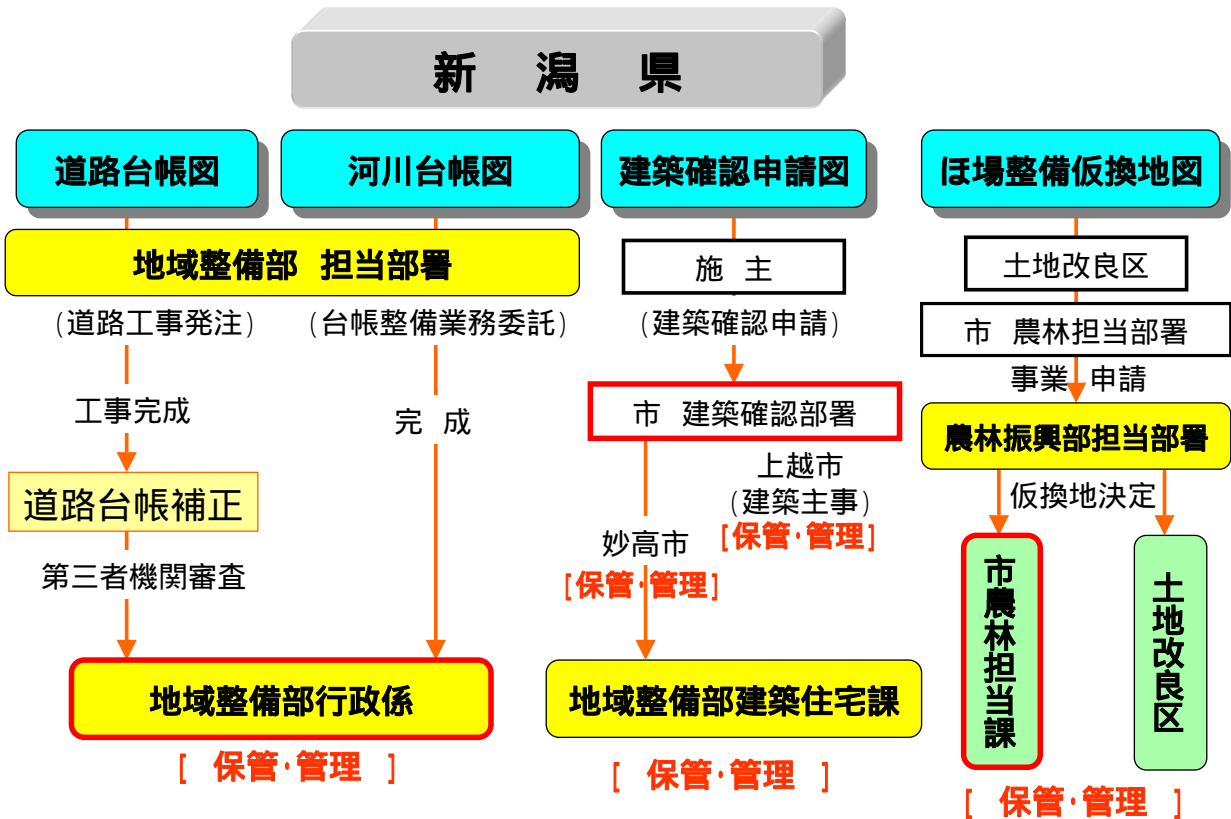 新 潟 県
道路台帳図
河川台帳図
建築確認申請図
ほ場整備仮換地図
地域整備部 担当部署
(道路工事発注)
(台帳整備業務委託)
工事完成
完 成
道路台帳補正
第三者機関審査
地域整備部行政係
[ 保管・管理 ]
施 主
(建築確認申請)
市 建築確認部署
上越市
(建築主事)
[保管・管理]
妙高市
[保管・管理]
地域整備部建築住宅課
[ 保管・管理 ]
土地改良区
市 農林担当部署
事業 申請
農林振興部担当部署
仮換地決定
市農林担当課
土地改良区
[ 保管・管理 ]